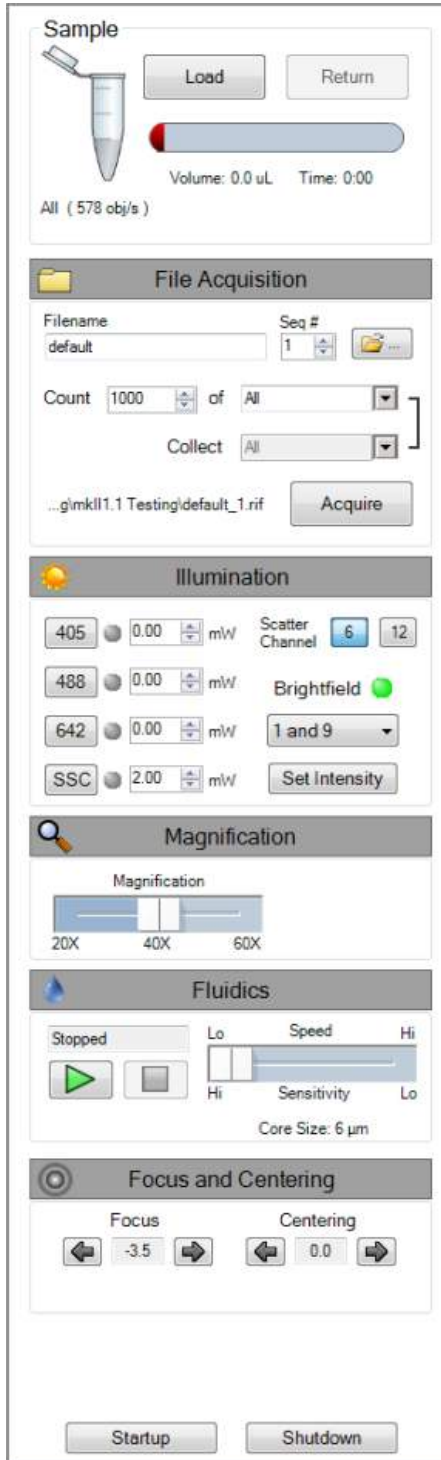 Sample
Load Return
Volume: 0.0 uL Time: 0:00
All ( 578 obj/s )
File Acquisition
Filename Seq #
default 1 ...
Count 1000 of All
Collect All
...g\mkII1.1 Testing\default_1.rif Acquire
Illumination
405 0.00 mW Scatter Channel 6 12
488 0.00 mW Brightfield
642 0.00 mW 1 and 9
SSC 2.00 mW Set Intensity
Magnification
Magnification
20X 40X 60X
Fluidics
Stopped Lo Speed Hi
Hi Sensitivity Lo
Core Size: 6 µm
Focus and Centering
Focus Centering
-3.5 0.0
Startup Shutdown